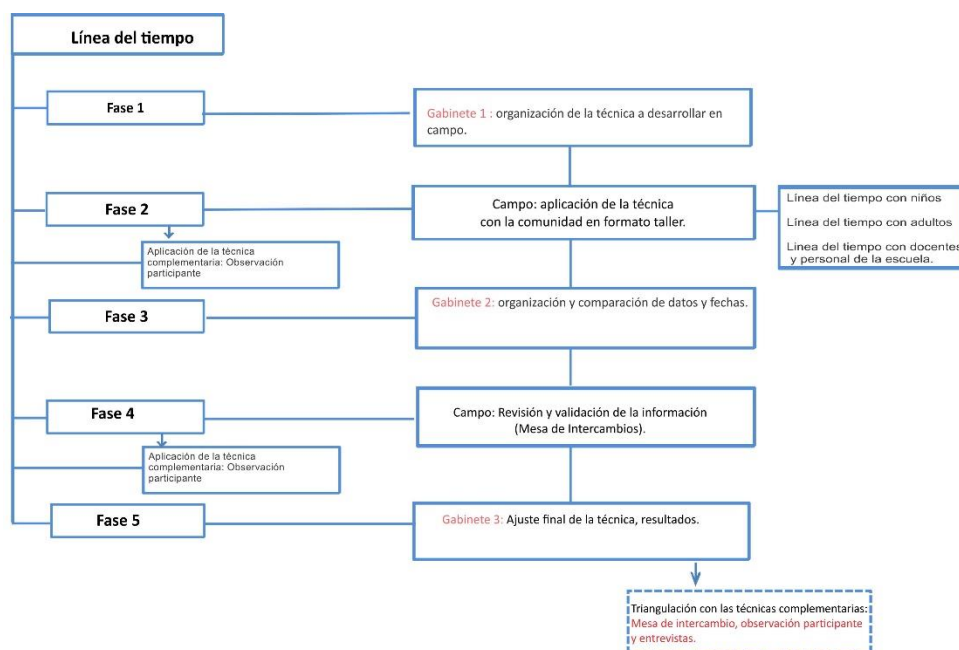 Línea del tiempo
Fase 1
Gabinete 1 : organización de la técnica a desarrollar en
campo.
Fase 2
Campo: aplicación de la técnica
con la comunidad en formato taller.
Línea del tiempo con niños
Línea del tiempo con adultos
Linea del tiempo con docentes
y personal de la escuela.
Aplicación de la técnica
complementaria: Observación
participante
Fase 3
Gabinete 2: organización y comparación de datos y fechas.
Fase 4
Campo: Revisión y validación de la información
(Mesa de Intercambios).
Aplicación de la técnica
complementaria: Observación
participante
Fase 5
Gabinete 3: Ajuste final de la técnica, resultados.
Triangulación con las técnicas complementarias:
Mesa de intercambio, observación participante
y entrevistas.